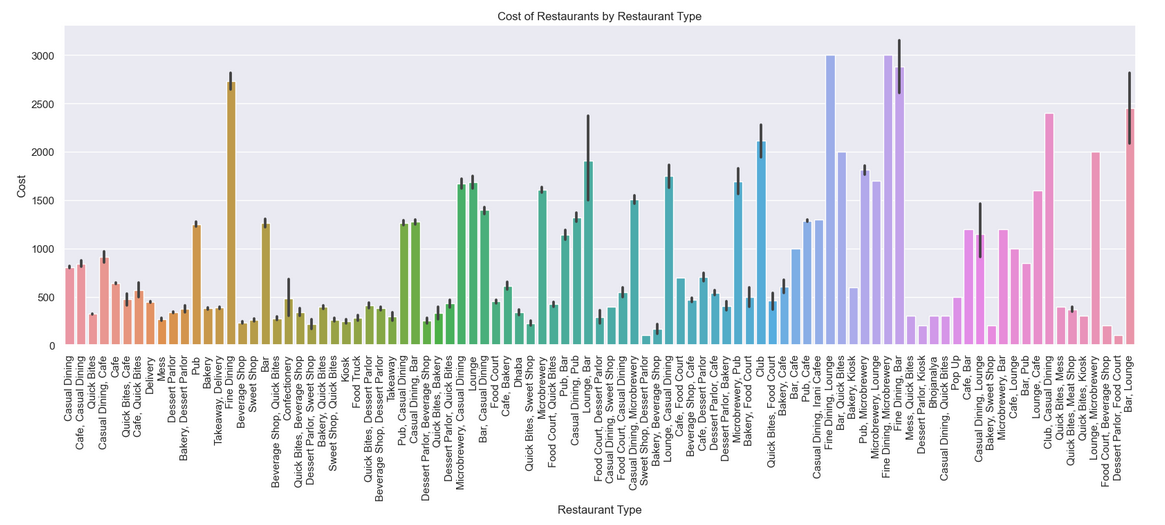 Cost of Restaurants by Restaurant Type
3000
2500
2000
1500
1000
500
0
Cost
Casual Dining
Cafe, Casual Dining
Quick Bites
Casual Dining, Cafe
Cafe
Quick Bites, Cafe
Cafe, Quick Bites
Delivery
Mess
Dessert Parlor
Bakery, Dessert Parlor
Pub
Bakery
Takeaway, Delivery
Fine Dining
Beverage Shop
Sweet Shop
Bar
Beverage Shop, Quick Bites
Confectionery
Quick Bites, Beverage Shop
Dessert Parlor, Sweet Shop
Bakery, Quick Bites
Sweet Shop, Quick Bites
Kiosk
Food Truck
Quick Bites, Dessert Parlor
Beverage Shop, Dessert Parlor
Takeaway
Pub, Casual Dining
Casual Dining, Bar
Dessert Parlor, Beverage Shop
Quick Bites, Bakery
Dessert Parlor, Quick Bites
Microbrewery, Casual Dining
Lounge
Bar, Casual Dining
Food Court
Cafe, Bakery
Dhaba
Quick Bites, Sweet Shop
Microbrewery
Food Court, Quick Bites
Pub, Bar
Casual Dining, Pub
Lounge, Bar
Food Court, Dessert Parlor
Casual Dining, Sweet Shop
Food Court, Casual Dining
Casual Dining, Microbrewery
Sweet Shop, Dessert Parlor
Bakery, Beverage Shop
Lounge, Casual Dining
Cafe, Food Court
Beverage Shop, Cafe
Cafe, Dessert Parlor
Dessert Parlor, Cafe
Dessert Parlor, Bakery
Microbrewery, Pub
Bakery, Food Court
Club
Quick Bites, Food Court
Bakery, Cafe
Bar, Cafe
Pub, Cafe
Casual Dining, Irani Cafee
Fine Dining, Lounge
Bar, Quick Bites
Bakery, Kiosk
Pub, Microbrewery
Microbrewery, Lounge
Fine Dining, Microbrewery
Fine Dining, Bar
Mess, Quick Bites
Dessert Parlor, Kiosk
Bhojanalya
Casual Dining, Quick Bites
Pop Up
Cafe, Bar
Casual Dining, Lounge
Bakery, Sweet Shop
Microbrewery, Bar
Cafe, Lounge
Bar, Pub
Lounge, Cafe
Club, Casual Dining
Quick Bites, Mess
Quick Bites, Meat Shop
Quick Bites, Kiosk
Lounge, Microbrewery
Food Court, Beverage Shop
Dessert Parlor, Food Court
Bar, Lounge
Restaurant Type